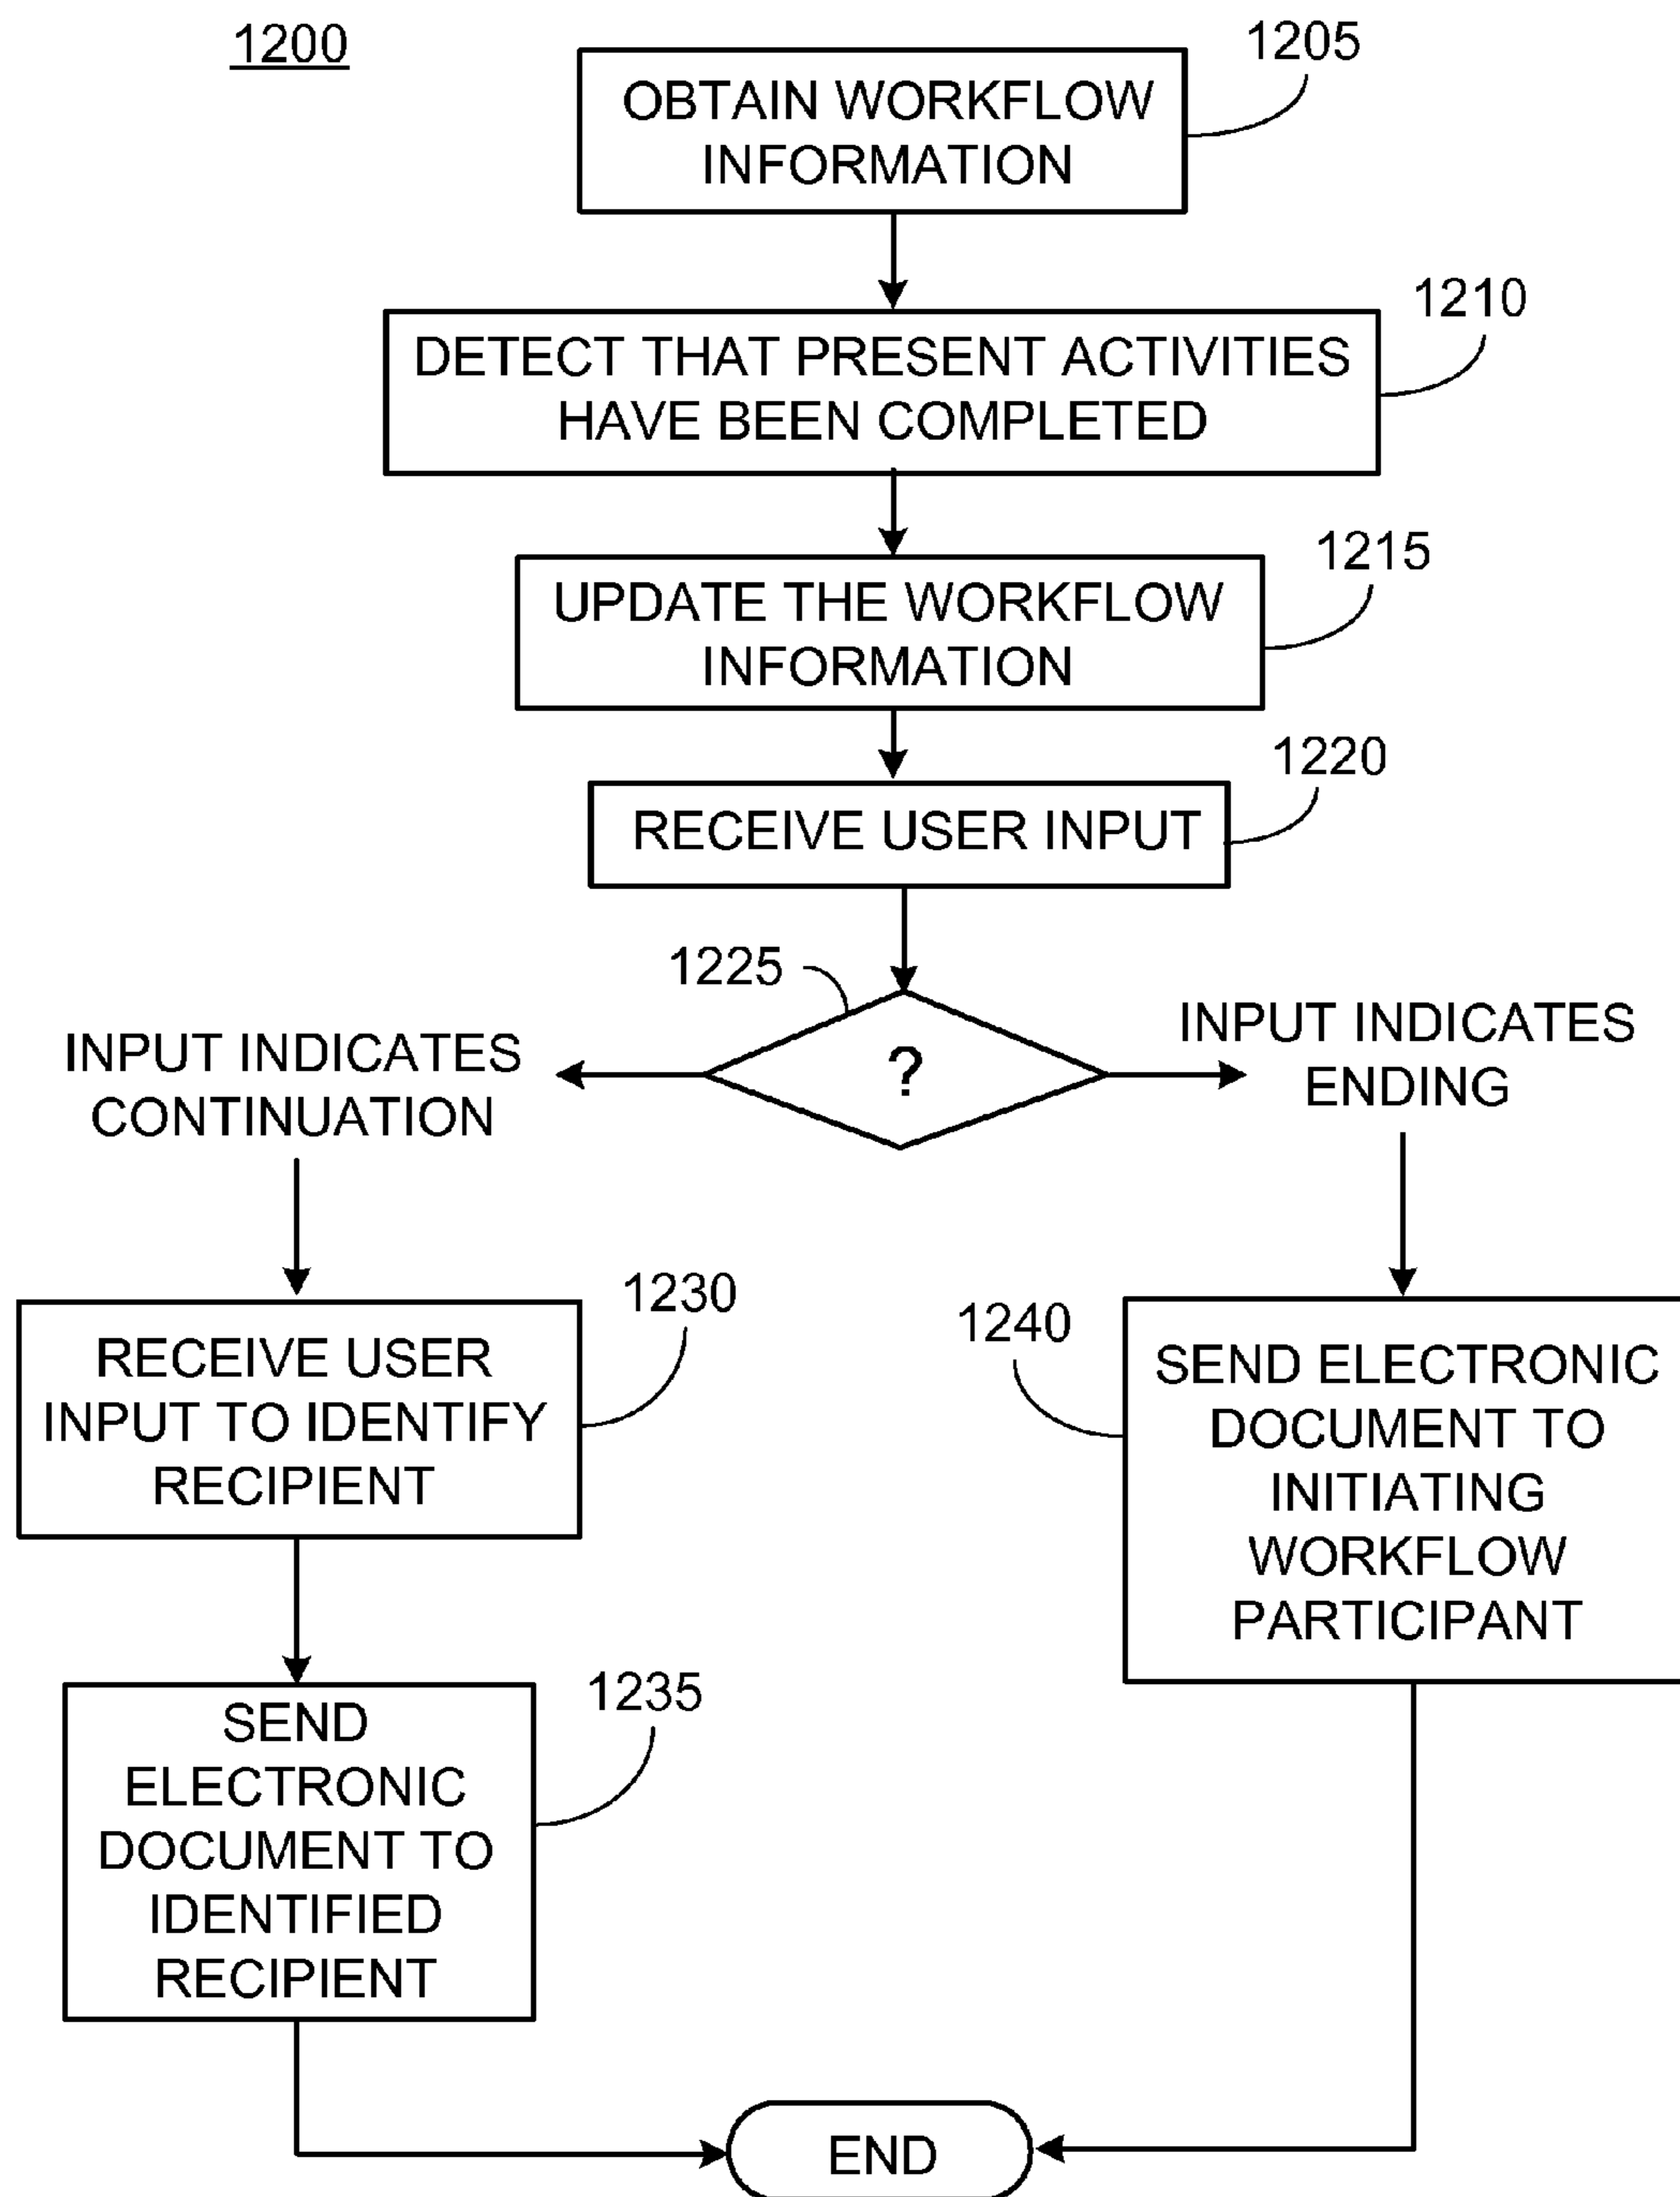 1200
1205
OBTAIN WORKFLOW
INFORMATION
1210
DETECT THAT PRESENT ACTIVITIES
HAVE BEEN COMPLETED
1215
UPDATE THE WORKFLOW
INFORMATION
1220
RECEIVE USER INPUT
1225
?
INPUT INDICATES
CONTINUATION
INPUT INDICATES
ENDING
1230
RECEIVE USER
INPUT TO IDENTIFY
RECIPIENT
1235
SEND
ELECTRONIC
DOCUMENT TO
IDENTIFIED
RECIPIENT
1240
SEND ELECTRONIC
DOCUMENT TO
INITIATING
WORKFLOW
PARTICIPANT
END